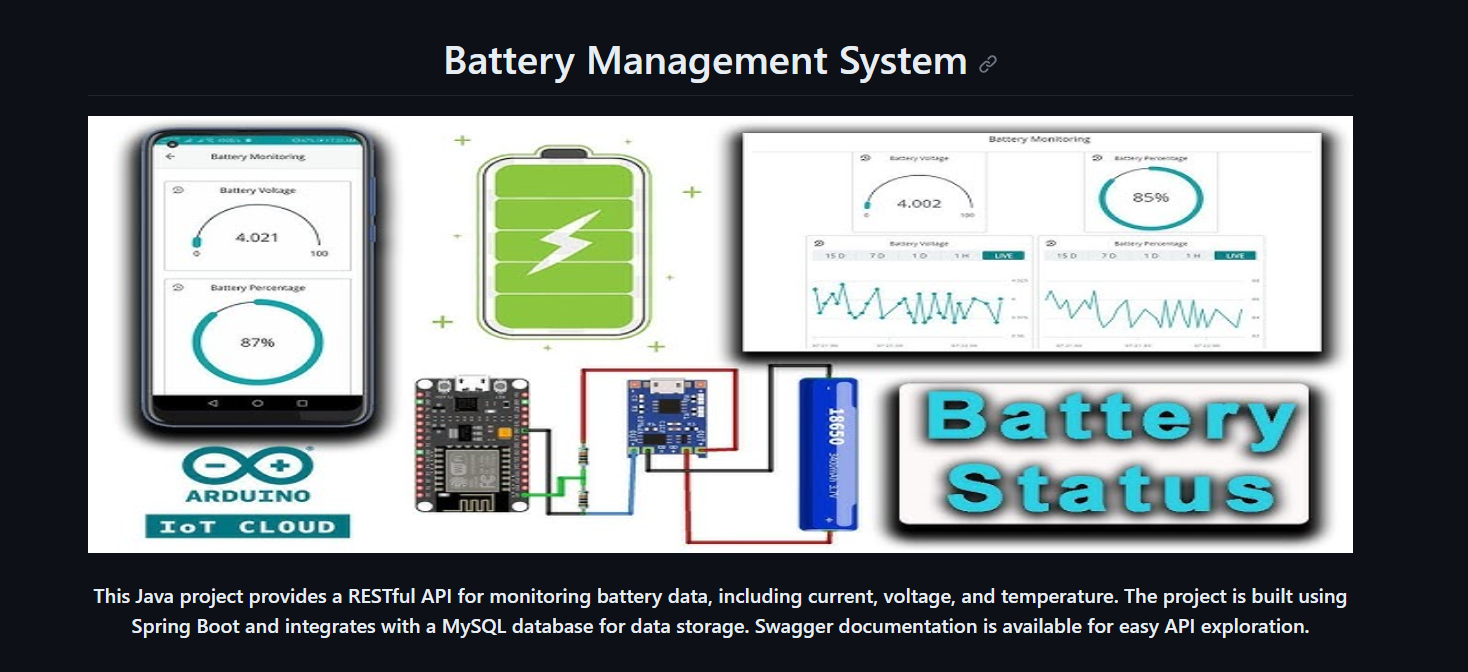 Battery Management System
Battery Monitoring
Battery Voltage
4.021
0 100
Battery Percentage
87%
ARDUINO
IoT CLOUD
18650
3400mAh 3.7V
Battery Monitoring
Battery Voltage
4.002
0 100
Battery Percentage
85%
Battery Voltage
15 D 7 D 1 D 1 H LIVE
Battery Percentage
15 D 7 D 1 D 1 H LIVE
Battery
Status
This Java project provides a RESTful API for monitoring battery data, including current, voltage, and temperature. The project is built using
Spring Boot and integrates with a MySQL database for data storage. Swagger documentation is available for easy API exploration.